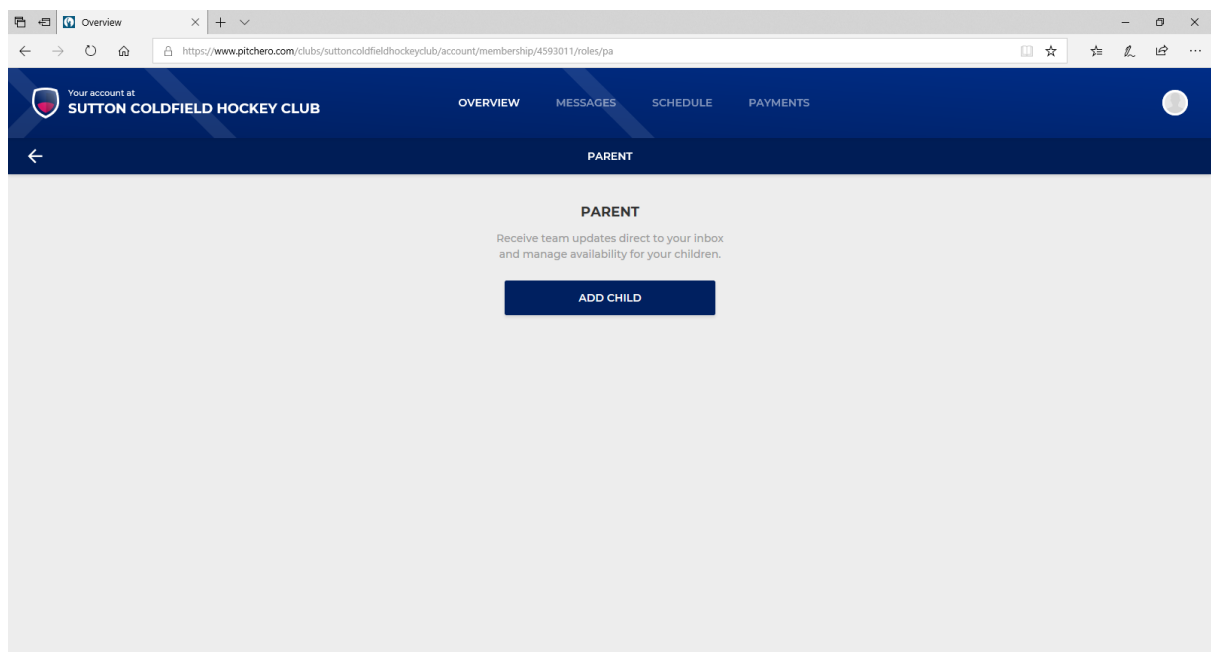 Overview
https://www.pitchero.com/clubs/suttoncoldfieldhockeyclub/account/membership/4593011/roles/pa
Your account at
SUTTON COLDFIELD HOCKEY CLUB
OVERVIEW MESSAGES SCHEDULE PAYMENTS
PARENT
PARENT
Receive team updates direct to your inbox
and manage availability for your children.
ADD CHILD